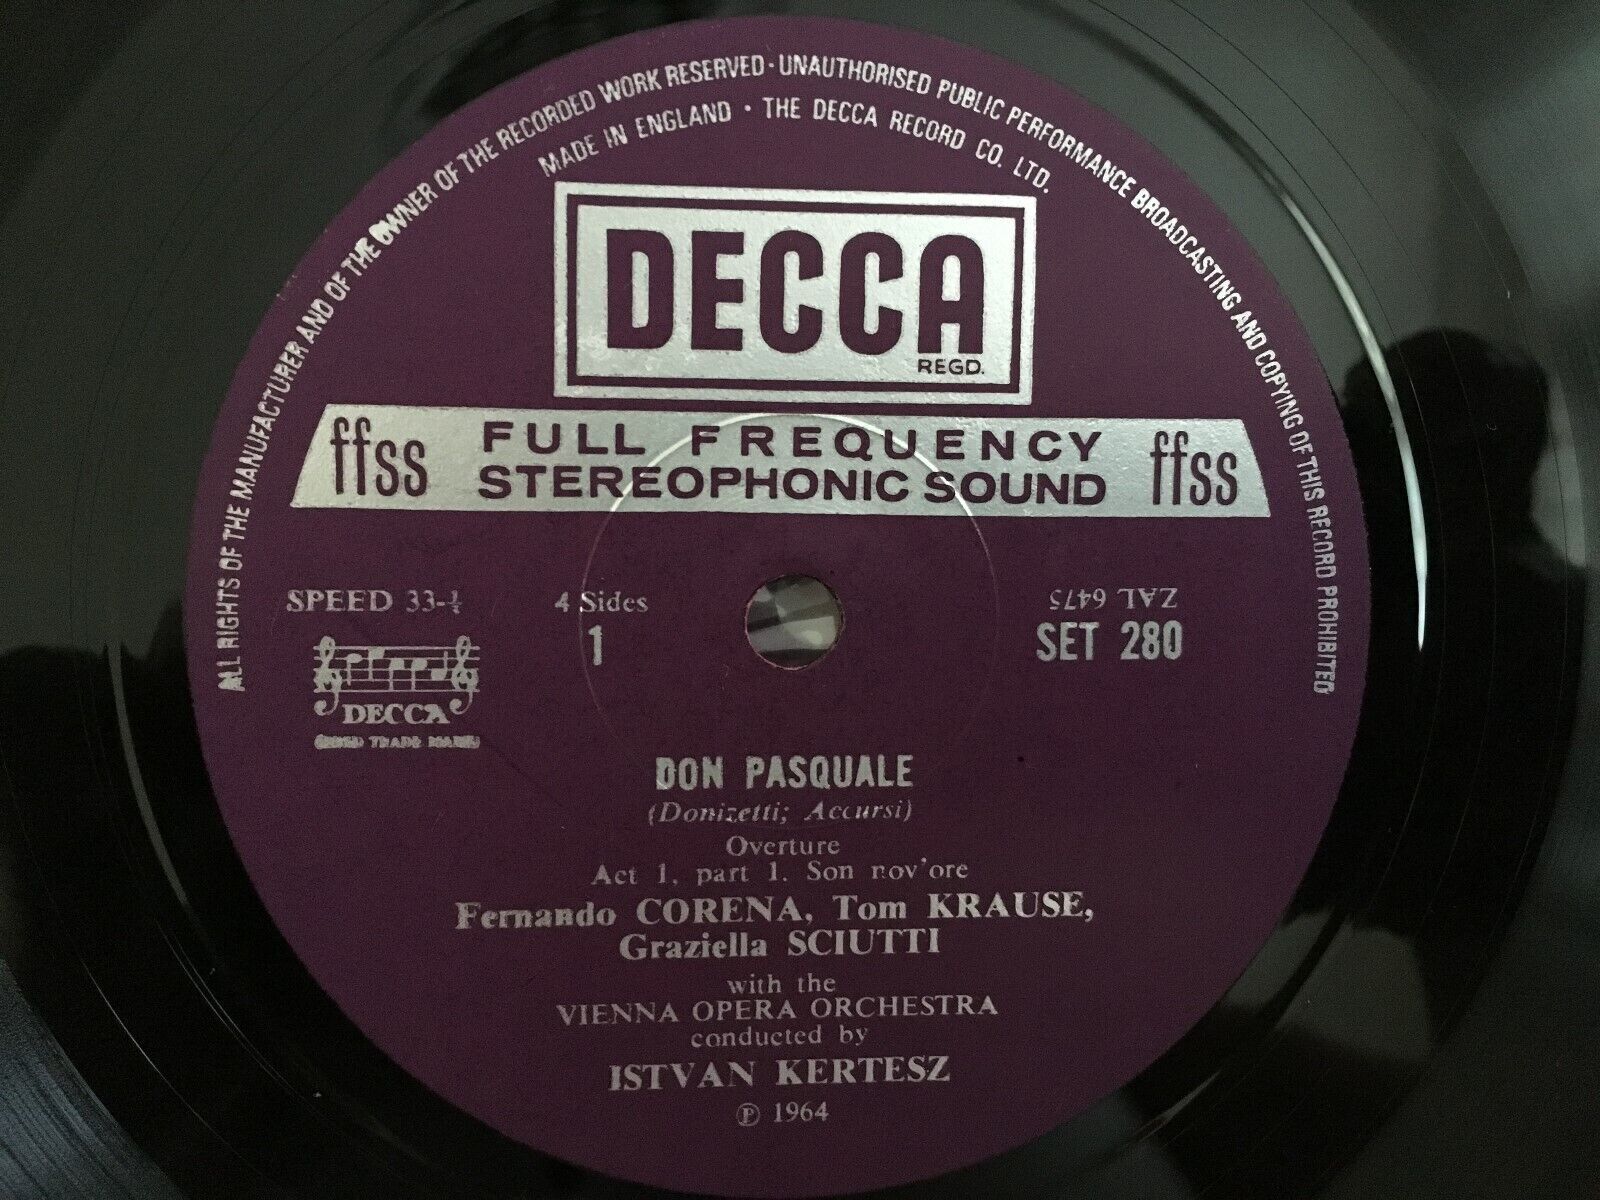 ALL RIGHTS OF THE MANUFACTURER AND OF THE OWNER OF THE RECORDED WORK RESERVED · UNAUTHORISED PUBLIC PERFORMANCE BROADCASTING AND COPYING OF THIS RECORD PROHIBITED
MADE IN ENGLAND · THE DECCA RECORD CO. LTD.
DECCA
REGD.
ffss FULL FREQUENCY STEREOPHONIC SOUND ffss
SPEED 33-⅓
4 Sides
1
ZAL 6475
SET 280
DECCA
TRADE MARK
DON PASQUALE
(Donizetti; Accursi)
Overture
Act 1, part 1. Son nov'ore
Fernando CORENA, Tom KRAUSE,
Graziella SCIUTTI
with the
VIENNA OPERA ORCHESTRA
conducted by
ISTVAN KERTESZ
℗ 1964